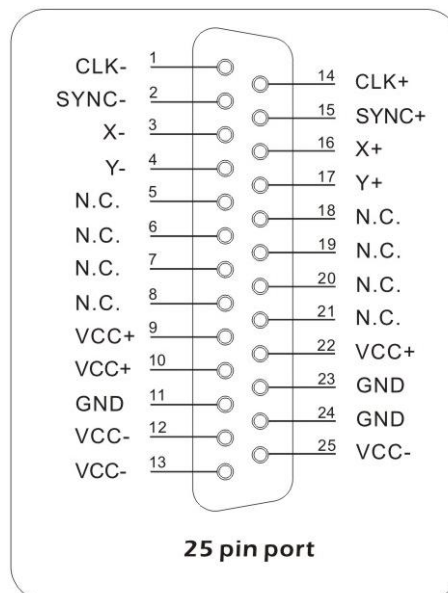 CLK- 1
14 CLK+
SYNC- 2
15 SYNC+
X- 3
16 X+
Y- 4
17 Y+
N.C. 5
18 N.C.
N.C. 6
19 N.C.
N.C. 7
20 N.C.
N.C. 8
21 N.C.
VCC+ 9
22 VCC+
VCC+ 10
23 GND
GND 11
24 GND
VCC- 12
25 VCC-
VCC- 13
25 pin port